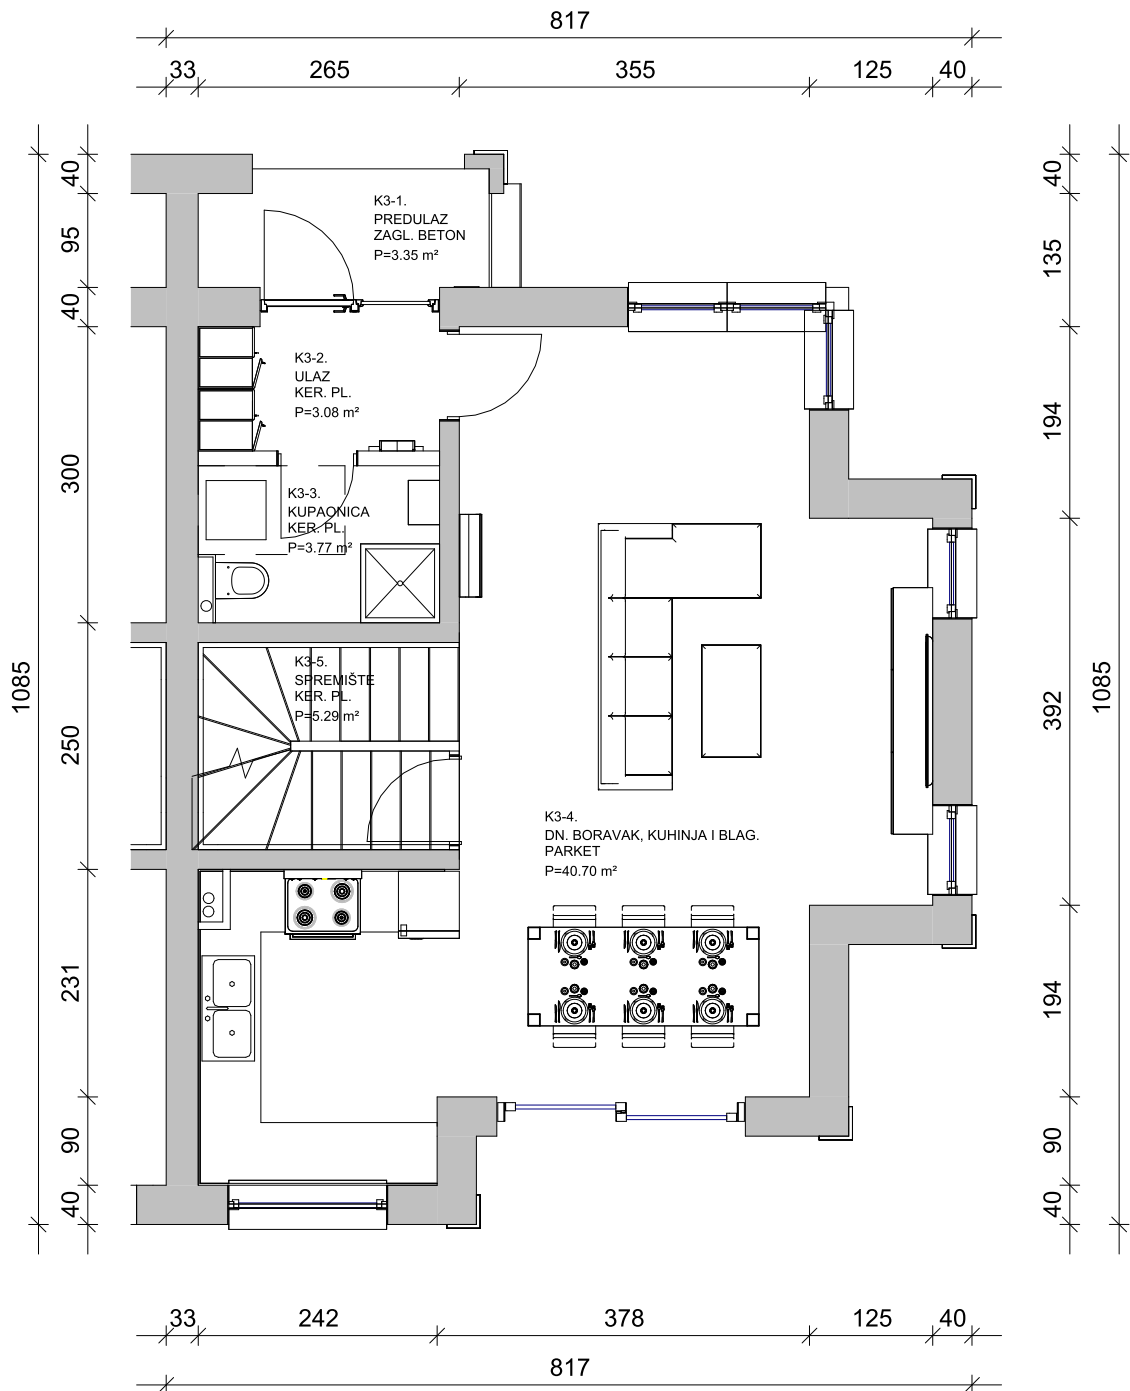 817
33 265 355 125 40
40
95
40
300
250
231
90
40
1085
40
135
194
392
194
90
40
1085
K3-1.
PREDULAZ
ZAGL. BETON
P=3.35 m²
K3-2.
ULAZ
KER. PL.
P=3.08 m²
K3-3.
KUPAONICA
KER. PL.
P=3.77 m²
K3-5.
SPREMIŠTE
KER. PL.
P=5.29 m²
K3-4.
DN. BORAVAK, KUHINJA I BLAG.
PARKET
P=40.70 m²
33 242 378 125 40
817